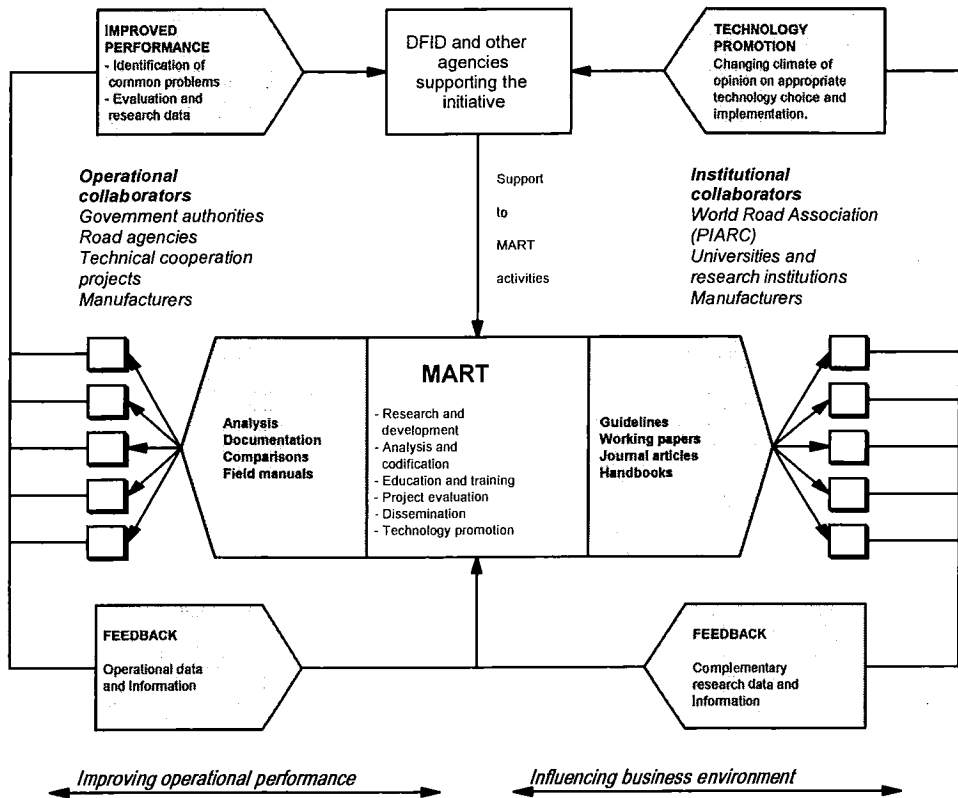 IMPROVED
PERFORMANCE
- Identification of
common problems
- Evaluation and
research data
DFID and other
agencies
supporting the
initiative
TECHNOLOGY
PROMOTION
Changing climate of
opinion on appropriate
technology choice and
implementation.
Operational
collaborators
Government authorities
Road agencies
Technical cooperation
projects
Manufacturers
Support
to
MART
activities
Institutional
collaborators
World Road Association
(PIARC)
Universities and
research institutions
Manufacturers
Analysis
Documentation
Comparisons
Field manuals
MART
- Research and
development
- Analysis and
codification
- Education and training
- Project evaluation
- Dissemination
- Technology promotion
Guidelines
Working papers
Journal articles
Handbooks
FEEDBACK
Operational data
and Information
FEEDBACK
Complementary
research data and
Information
Improving operational performance
Influencing business environment